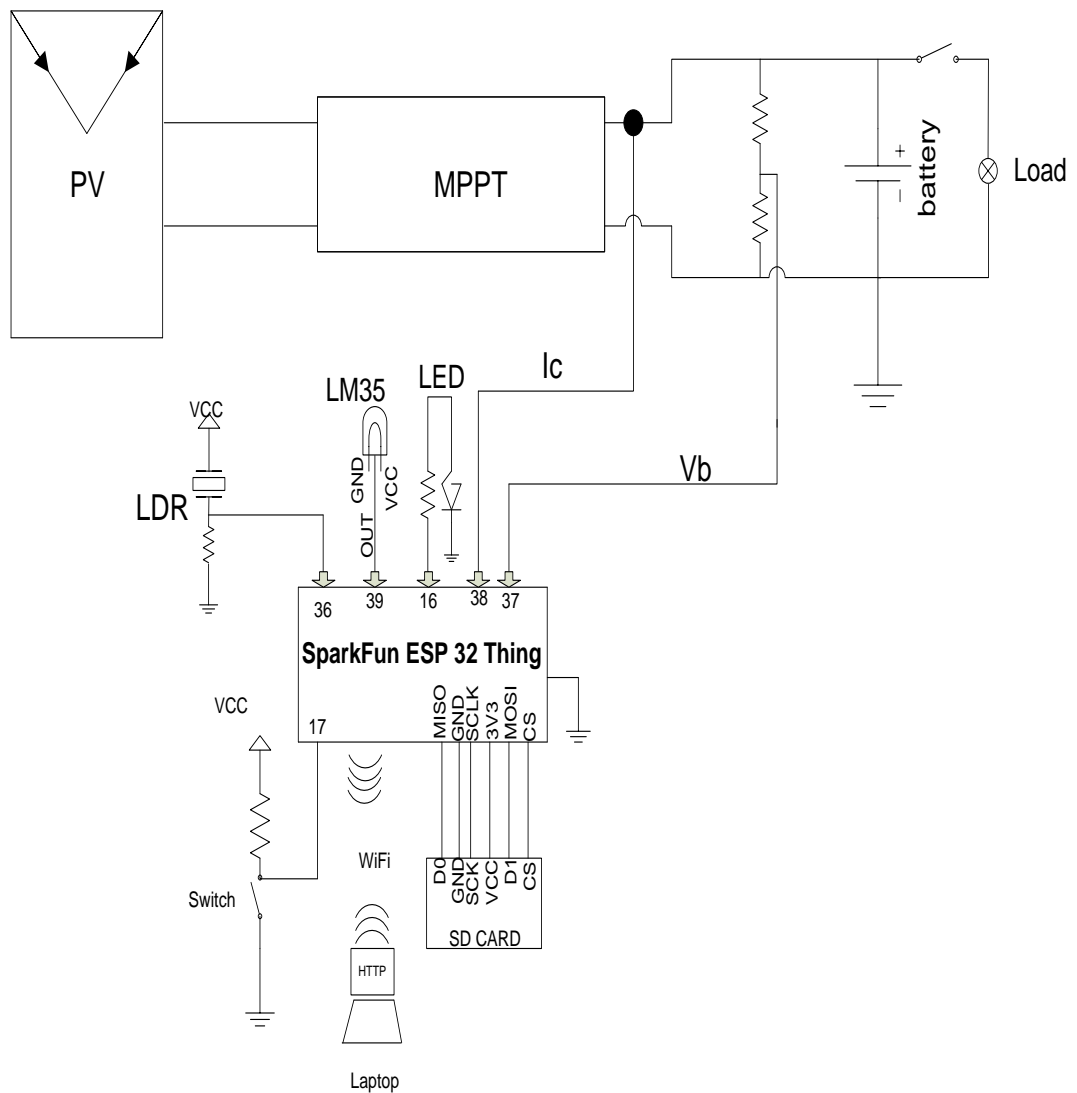 PV
MPPT
+
battery
−
Load
Ic
LM35
LED
VCC
GND
VCC
OUT
LDR
Vb
36
39
16
38
37
SparkFun ESP 32 Thing
17
MISO
GND
SCLK
3V3
MOSI
CS
VCC
Switch
WiFi
D0
GND
SCK
VCC
D1
CS
SD CARD
HTTP
Laptop